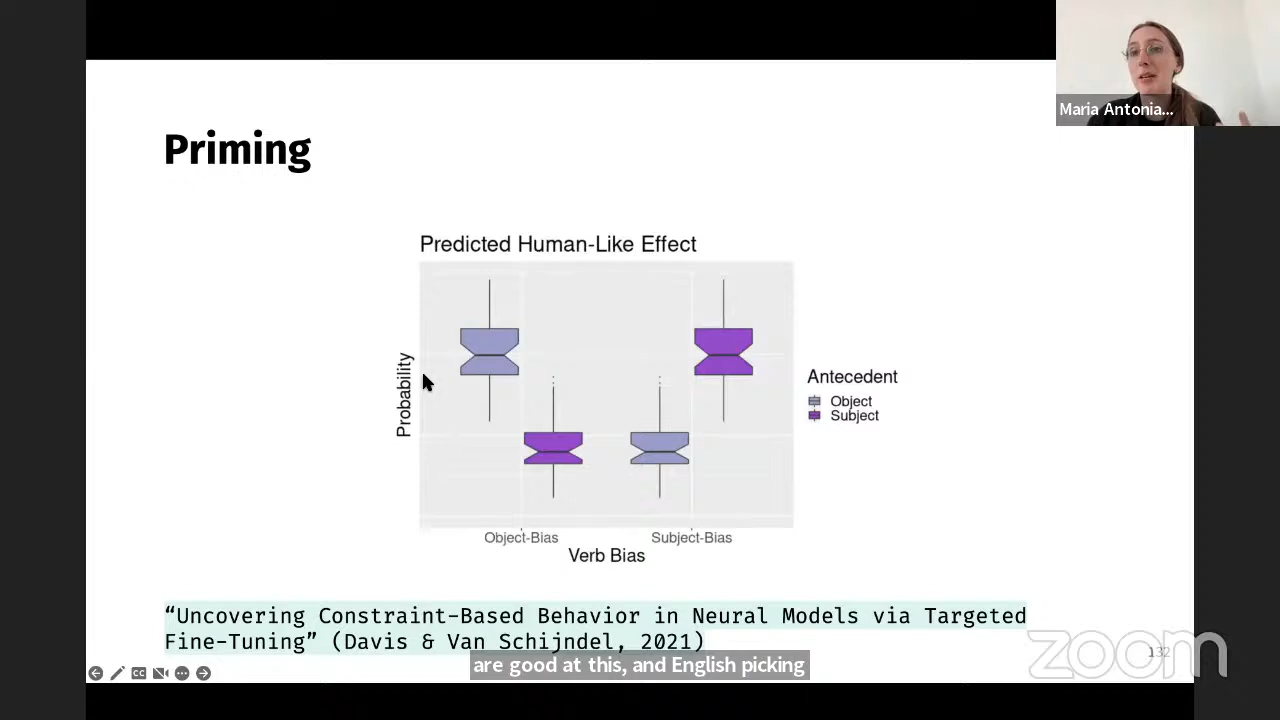 Maria Antonia...
Priming
Predicted Human-Like Effect
Probability
Antecedent
Object
Subject
Object-Bias
Subject-Bias
Verb Bias
“Uncovering Constraint-Based Behavior in Neural Models via Targeted
Fine-Tuning” (Davis & Van Schijndel, 2021)
are good at this, and English picking
zoom
132
CC